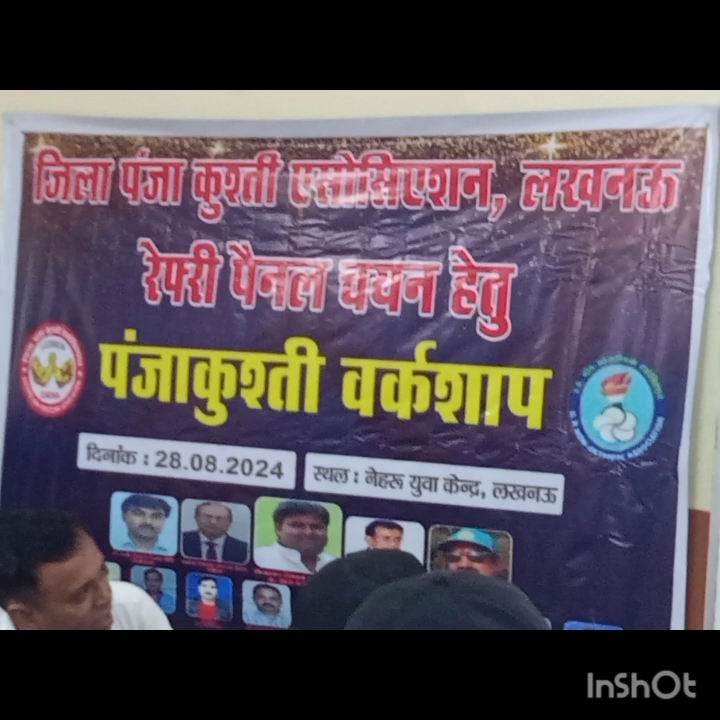 जिला पंजा कुश्ती एसोसिएशन, लखनऊ
रेफरी पैनल चयन हेतु
पंजाकुश्ती वर्कशाप
दिनांक : 28.08.2024
स्थल : नेहरू युवा केन्द्र, लखनऊ
InShOt